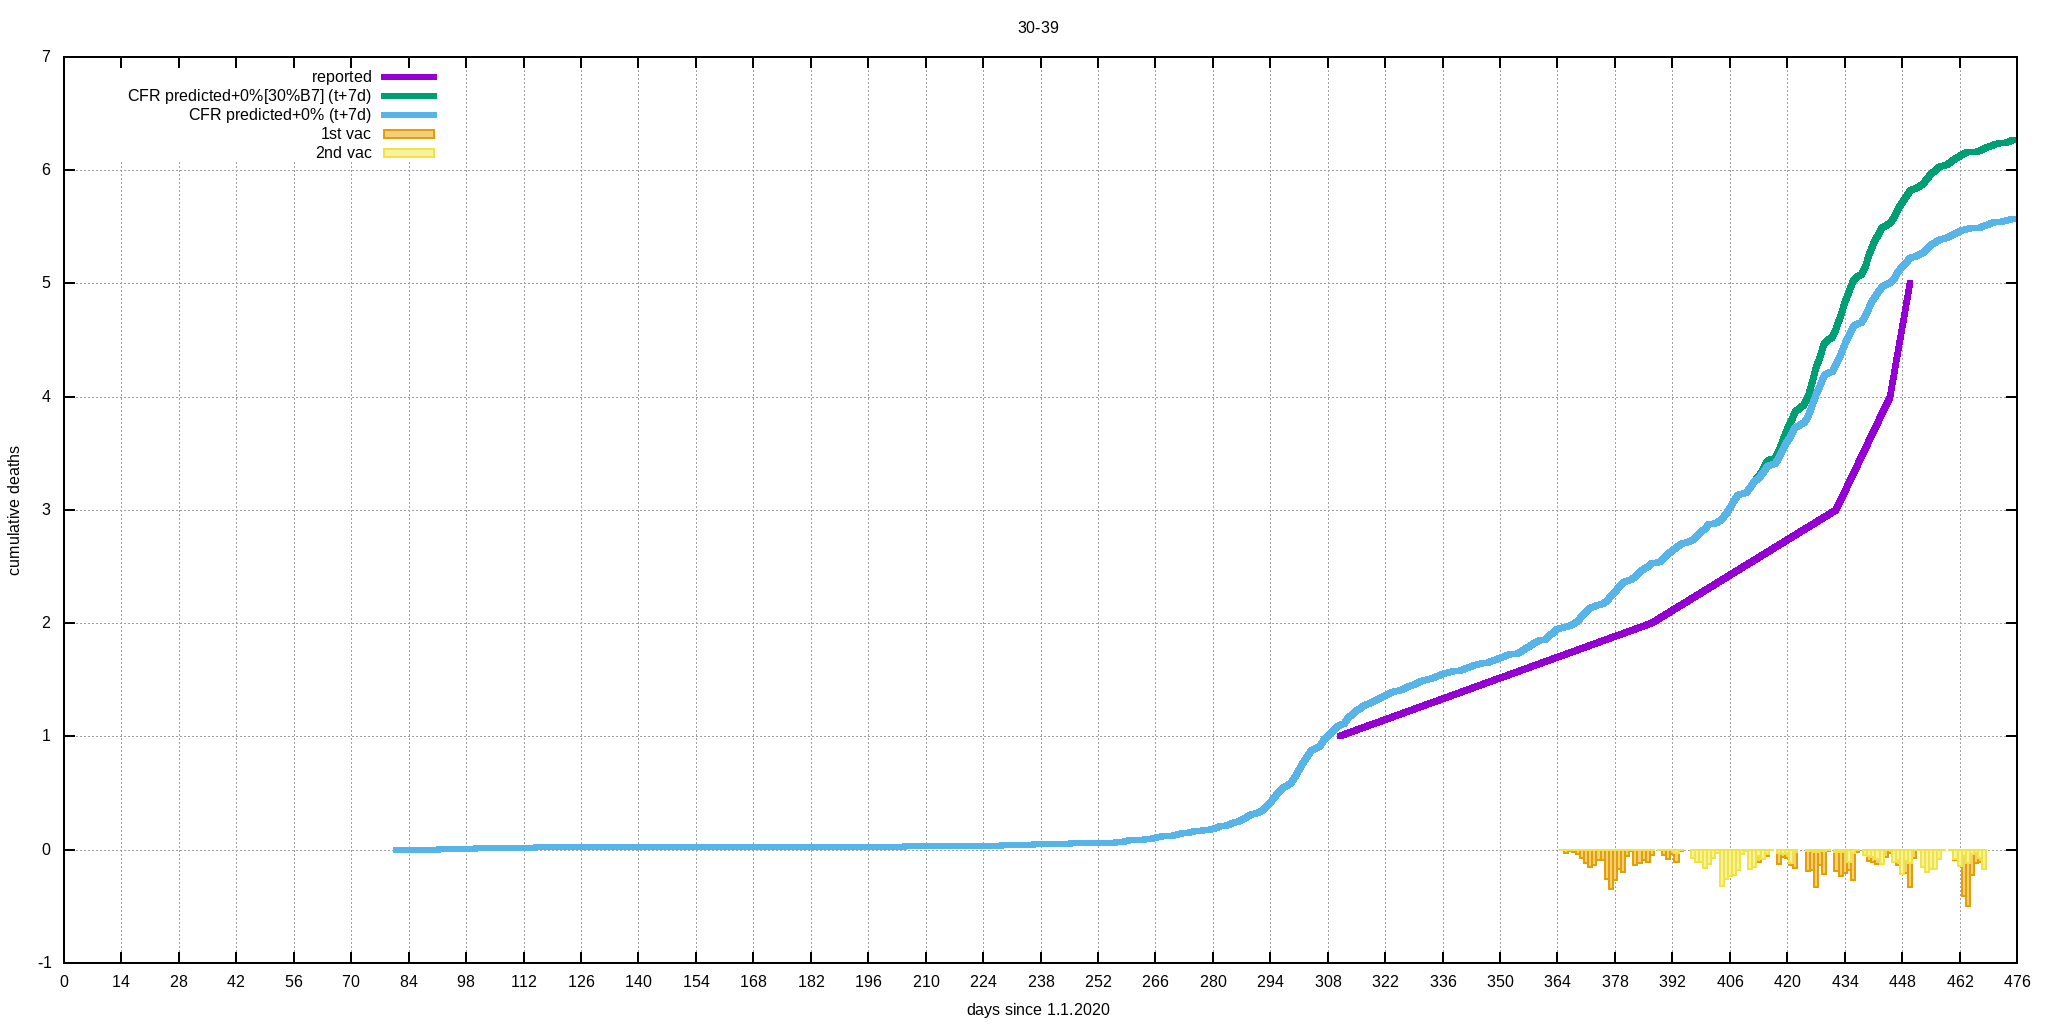 30-39
7
reported
CFR predicted+0%[30%B7] (t+7d)
CFR predicted+0% (t+7d)
1st vac
2nd vac
6
5
4
3
2
1
0
-1
cumulative deaths
0 14 28 42 56 70 84 98 112 126 140 154 168 182 196 210 224 238 252 266 280 294 308 322 336 350 364 378 392 406 420 434 448 462 476
days since 1.1.2020